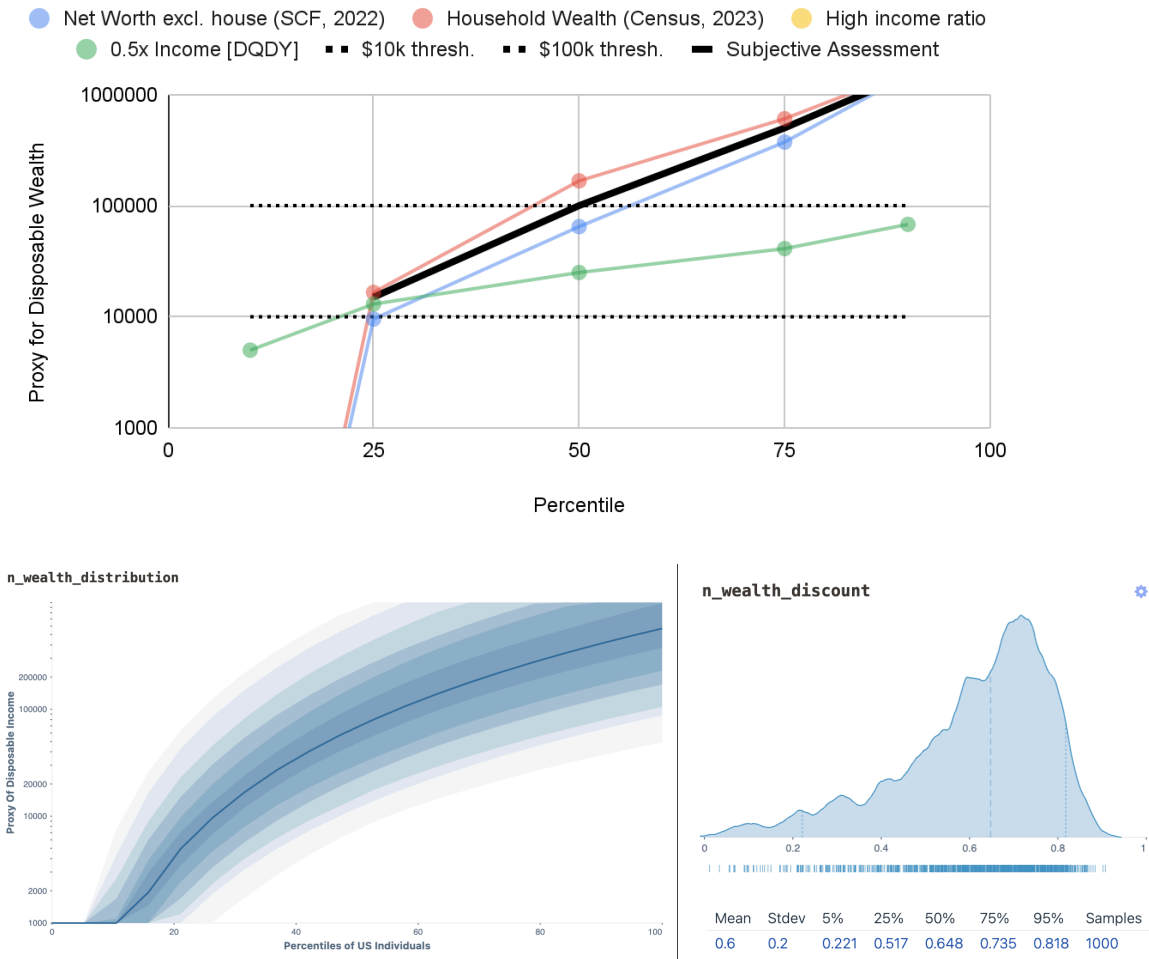 Net Worth excl. house (SCF, 2022) Household Wealth (Census, 2023) High income ratio
0.5x Income [DQDY] $10k thresh. $100k thresh. Subjective Assessment
Proxy for Disposable Wealth
1000000
100000
10000
1000
0 25 50 75 100
Percentile
n_wealth_distribution
Proxy Of Disposable Income
200000
100000
20000
10000
2000
1000
0 20 40 60 80 100
Percentiles of US Individuals
n_wealth_discount
0 0.2 0.4 0.6 0.8 1
Mean Stdev 5% 25% 50% 75% 95% Samples
0.6 0.2 0.221 0.517 0.648 0.735 0.818 1000